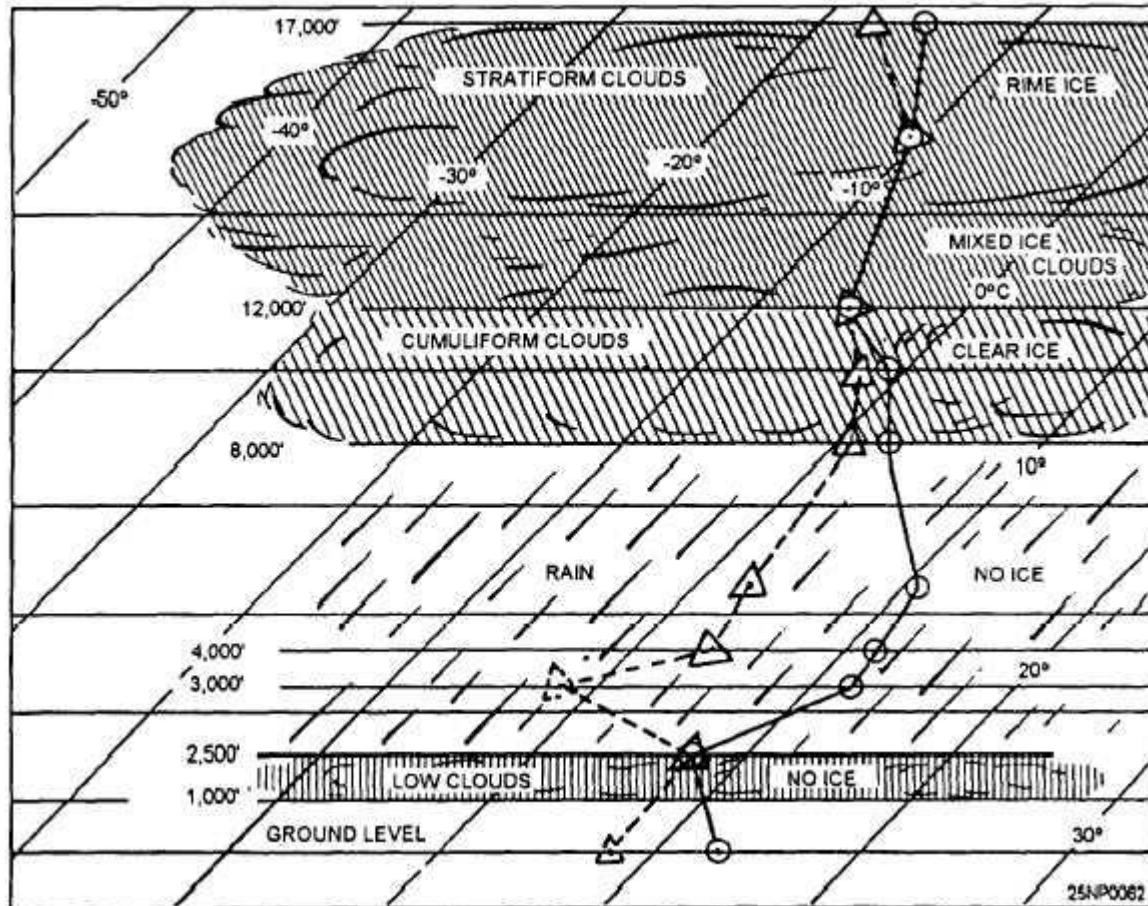 17,000'
STRATIFORM CLOUDS
RIME ICE
-50°
-40°
-30°
-20°
-10°
MIXED ICE
CLOUDS
0°C
12,000'
CUMULIFORM CLOUDS
CLEAR ICE
8,000'
10°
RAIN
NO ICE
4,000'
3,000'
20°
2,500'
LOW CLOUDS
NO ICE
1,000'
GROUND LEVEL
30°
25NP0062